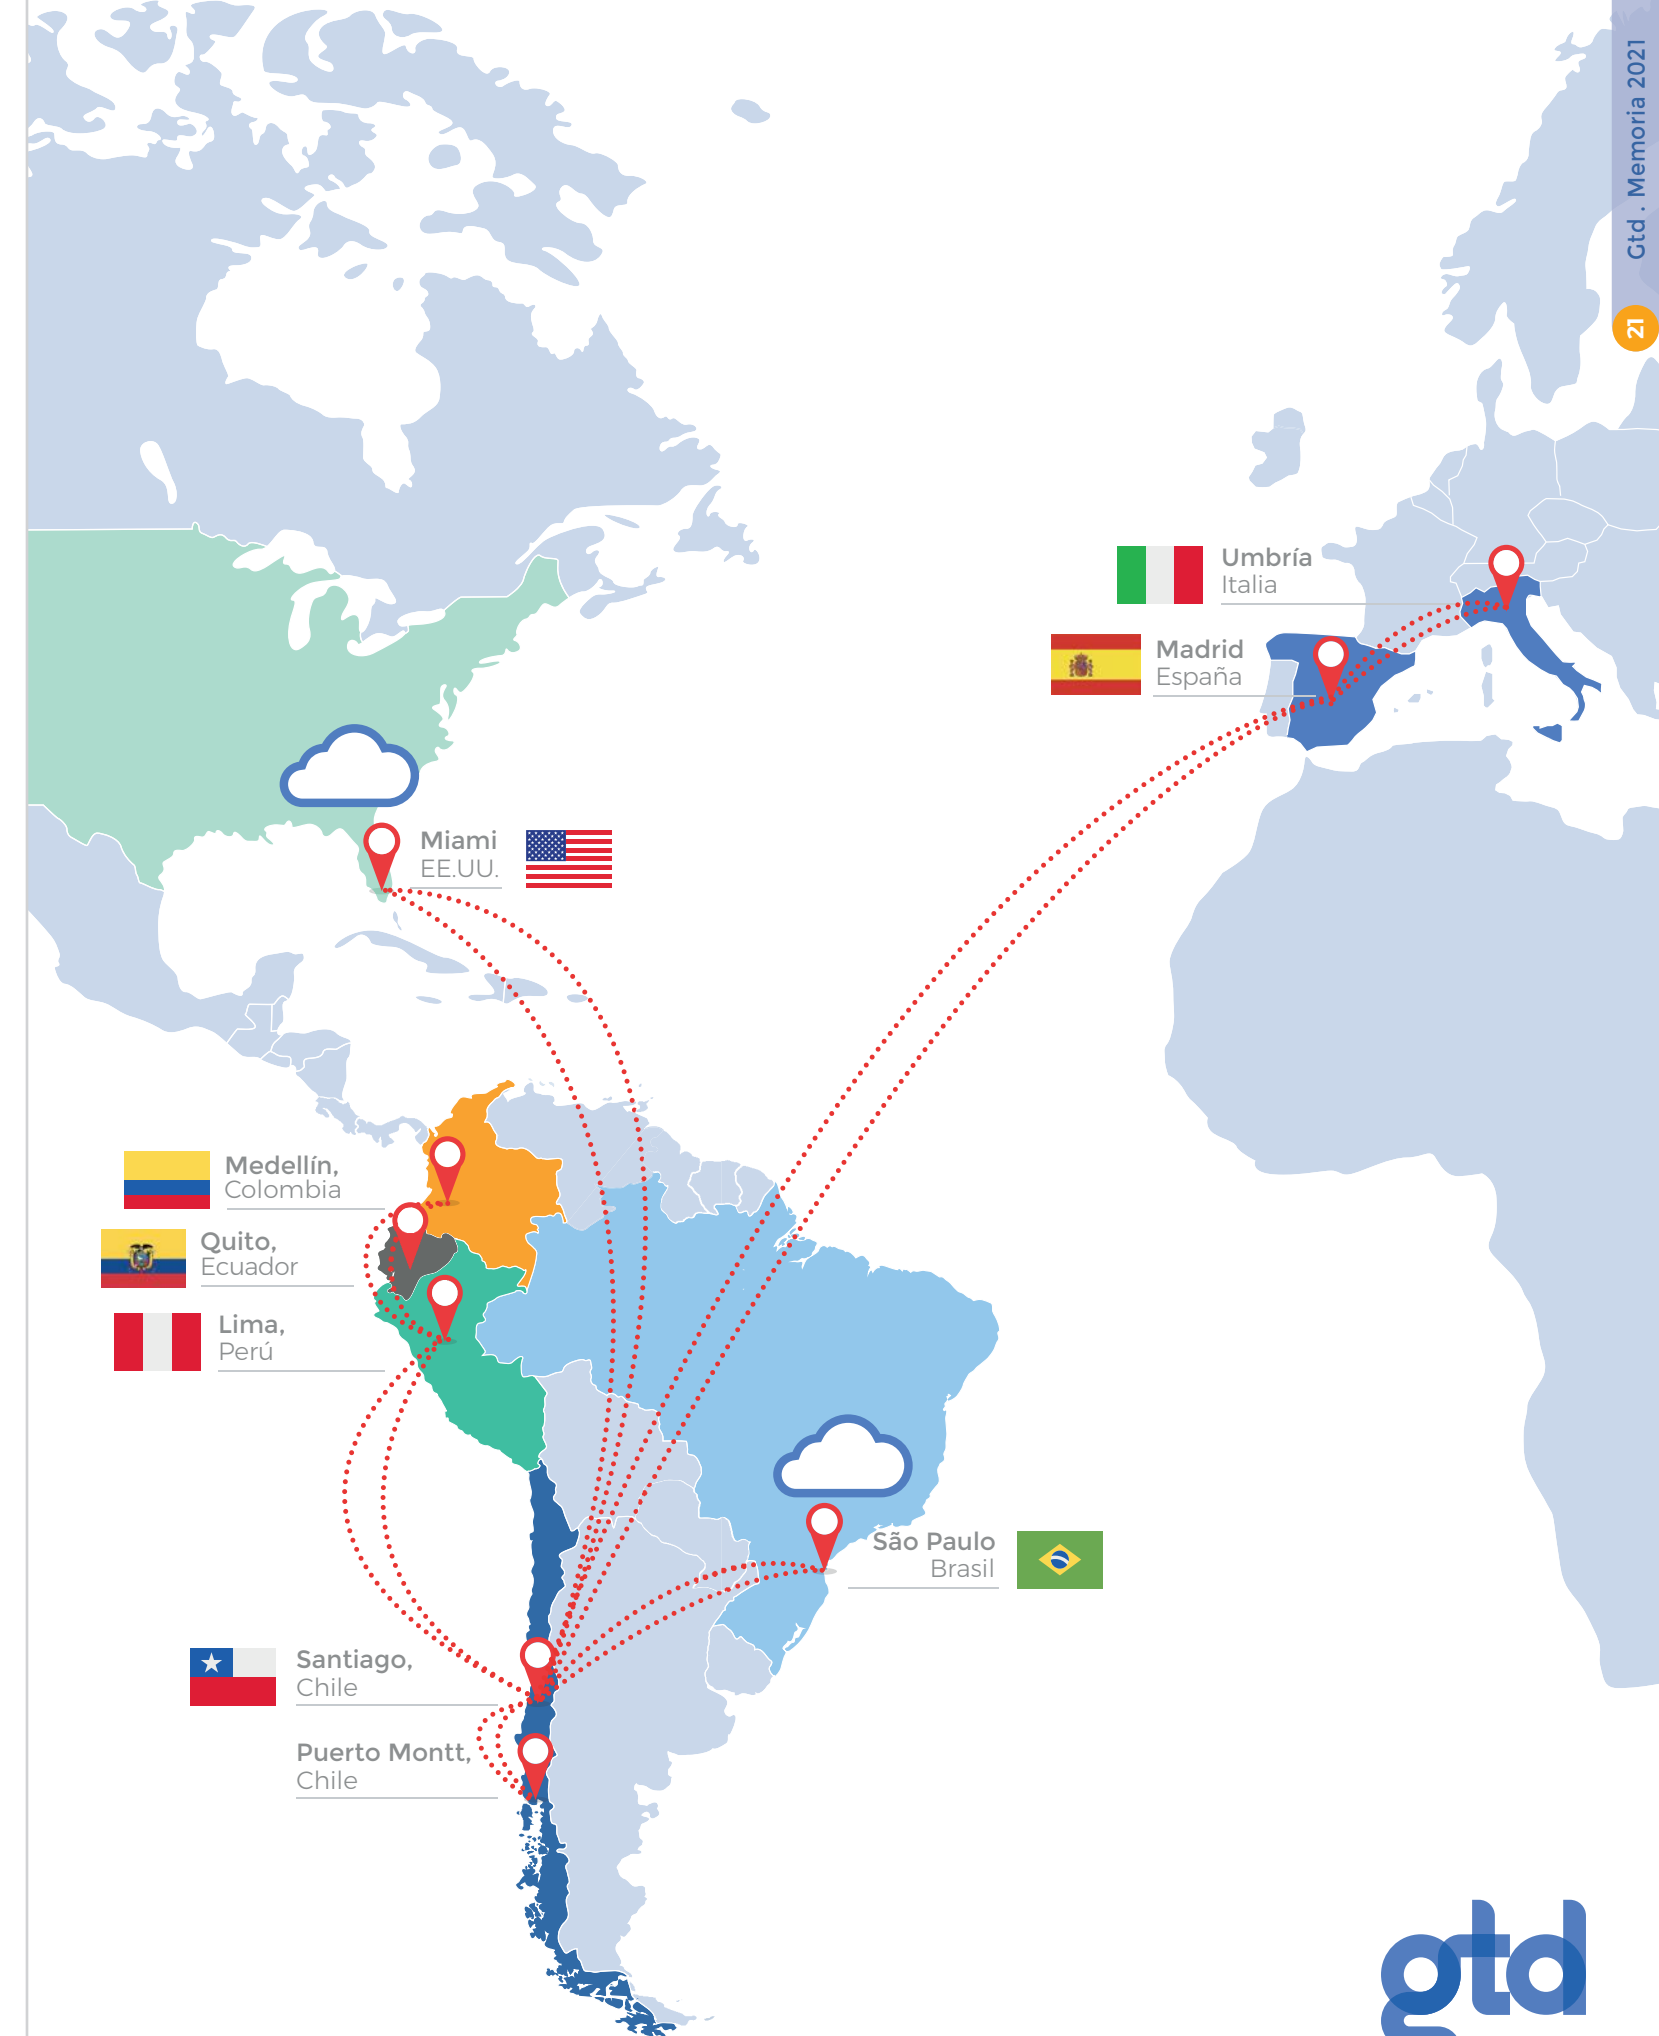 Gtd . Memoria 2021
21
Umbría
Italia
Madrid
España
Miami
EE.UU.
Medellín,
Colombia
Quito,
Ecuador
Lima,
Perú
São Paulo
Brasil
Santiago,
Chile
Puerto Montt,
Chile
gtd